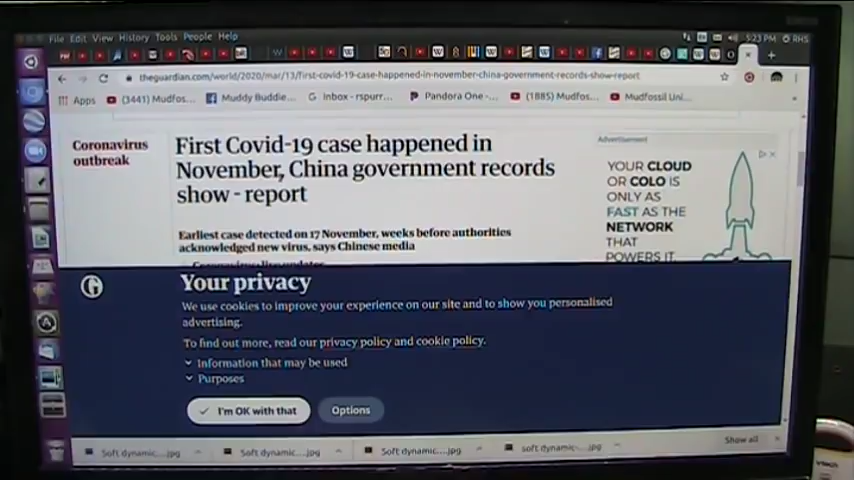 File Edit View History Tools People Help
5:23 PM RHS
theguardian.com/world/2020/mar/13/first-covid-19-case-happened-in-november-china-government-records-show-report
Apps (3441) Mudfos... Muddy Buddie... Inbox - rspurr... Pandora One -... (1885) Mudfos... Mudfossil Uni...
Coronavirus
outbreak
First Covid-19 case happened in
November, China government records
show - report
Earliest case detected on 17 November, weeks before authorities
acknowledged new virus, says Chinese media
Advertisement
YOUR CLOUD
OR COLO IS
ONLY AS
FAST AS THE
NETWORK
THAT
POWERS IT.
Your privacy
We use cookies to improve your experience on our site and to show you personalised
advertising.
To find out more, read our privacy policy and cookie policy.
Information that may be used
Purposes
I'm OK with that
Options
Soft dynamic....jpg Soft dynamic....jpg Soft dynamic....jpg soft dynamic-...jpg Show all
vtech